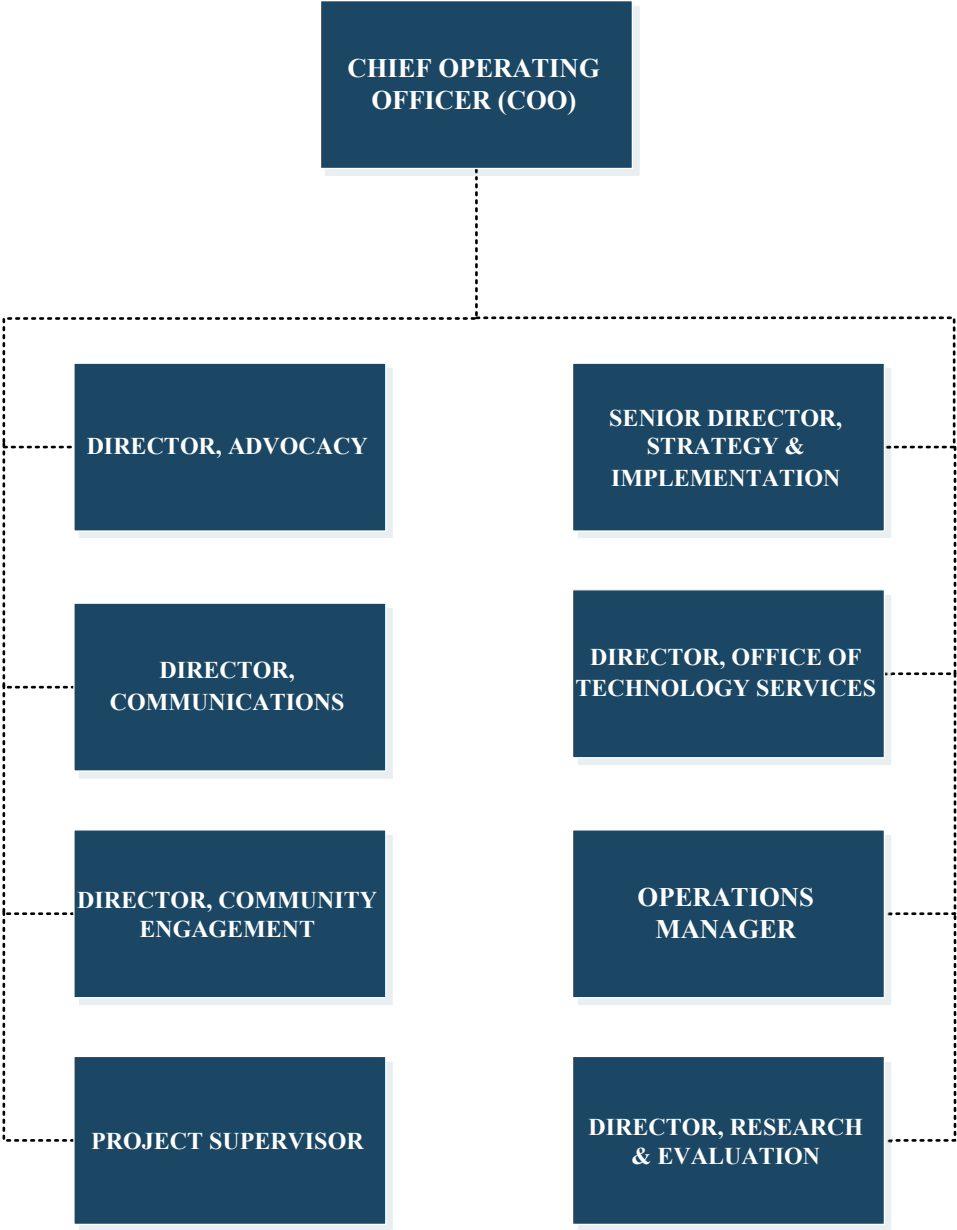 CHIEF OPERATING
OFFICER (COO)
DIRECTOR, ADVOCACY
SENIOR DIRECTOR,
STRATEGY &
IMPLEMENTATION
DIRECTOR,
COMMUNICATIONS
DIRECTOR, OFFICE OF
TECHNOLOGY SERVICES
DIRECTOR, COMMUNITY
ENGAGEMENT
OPERATIONS
MANAGER
PROJECT SUPERVISOR
DIRECTOR, RESEARCH
& EVALUATION